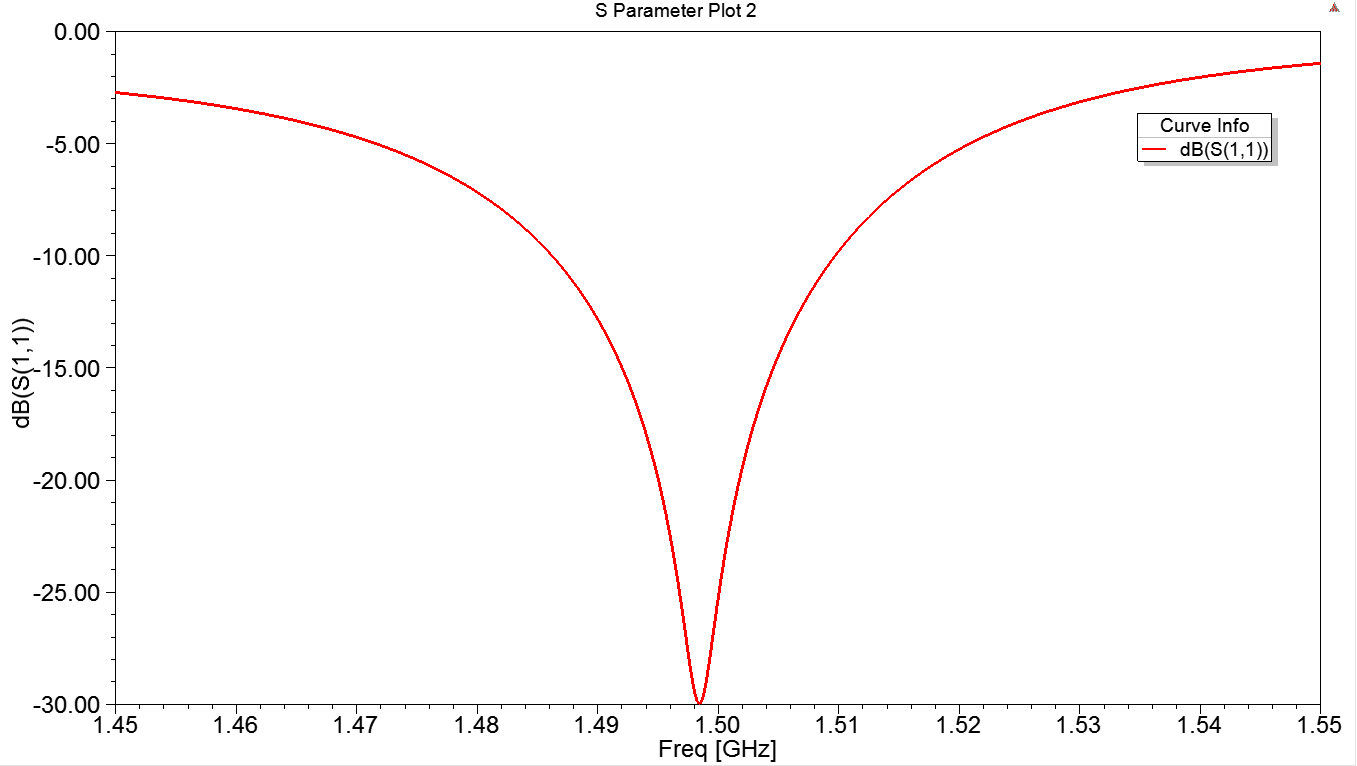 S Parameter Plot 2
0.00
-5.00
-10.00
-15.00
-20.00
-25.00
-30.00
dB(S(1,1))
Curve Info
dB(S(1,1))
1.45 1.46 1.47 1.48 1.49 1.50 1.51 1.52 1.53 1.54 1.55
Freq [GHz]